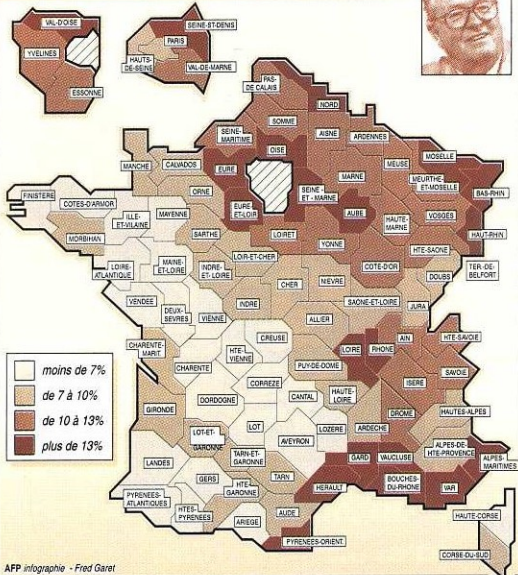 VAL-D'OISE
YVELINES
ESSONNE
SEINE-ST-DENIS
PARIS
HAUTS-
DE-SEINE
VAL-DE-MARNE
PAS-
DE CALAIS
NORD
SOMME
SEINE-
MARITIME
AISNE
ARDENNES
OISE
MANCHE
CALVADOS
EURE
MEUSE
MOSELLE
MARNE
MEURTHE-
ET-MOSELLE
BAS-RHIN
ORNE
SEINE -
ET - MARNE
FINISTERE
COTES-D'ARMOR
EURE-
ET-LOIR
AUBE
VOSGES
ILLE-
ET-VILAINE
MAYENNE
HAUTE-
MARNE
MORBIHAN
SARTHE
LOIRET
YONNE
HAUT-RHIN
HTE-SAONE
LOIR-ET-CHER
TER -DE-
BELFORT
LOIRE-
ATLANTIQUE
MAINE-
ET-LOIRE
INDRE-
ET-LOIRE
COTE-D'OR
DOUBS
CHER
NIEVRE
VENDEE
DEUX-
SEVRES
VIENNE
INDRE
SAONE-ET-LOIRE
JURA
ALLIER
CHARENTE-
MARIT.
CREUSE
AIN
HTE-SAVOIE
CHARENTE
HTE-
VIENNE
LOIRE
RHONE
PUY-DE-DOME
SAVOIE
CORREZE
ISERE
DORDOGNE
CANTAL
HAUTE-
LOIRE
GIRONDE
DROME
HAUTES-ALPES
LOT
LOZERE
ARDECHE
LOT-ET-
GARONNE
AVEYRON
ALPES-DE-
HTE-PROVENCE
TARN-ET-
GARONNE
GARD
VAUCLUSE
ALPES-
MARITIMES
LANDES
GERS
TARN
HERAULT
BOUCHES-
DU-RHONE
VAR
HTE-
GARONNE
PYRENEES-
ATLANTIQUES
HTES-
PYRENEES
AUDE
ARIEGE
HAUTE-CORSE
PYRENEES-ORIENT.
CORSE-DU-SUD
moins de 7%
de 7 à 10%
de 10 à 13%
plus de 13%
AFP infographie - Fred Garet